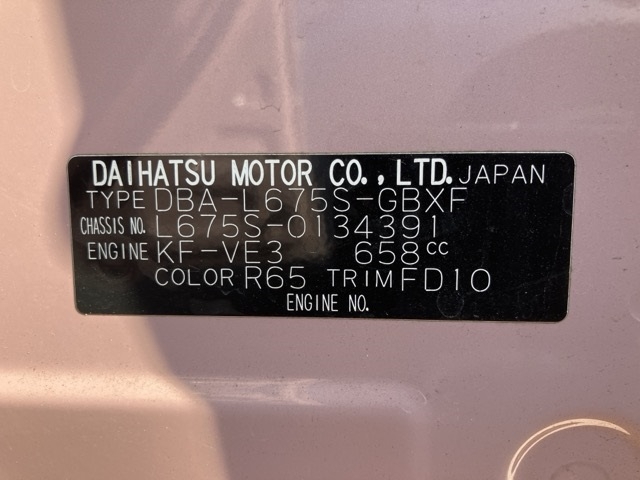 DAIHATSU MOTOR CO., LTD. JAPAN
TYPE DBA-L675S-GBXF
CHASSIS NO. L675S-0134391
ENGINE KF-VE3 658cc
COLOR R65 TRIM FD10
ENGINE NO.